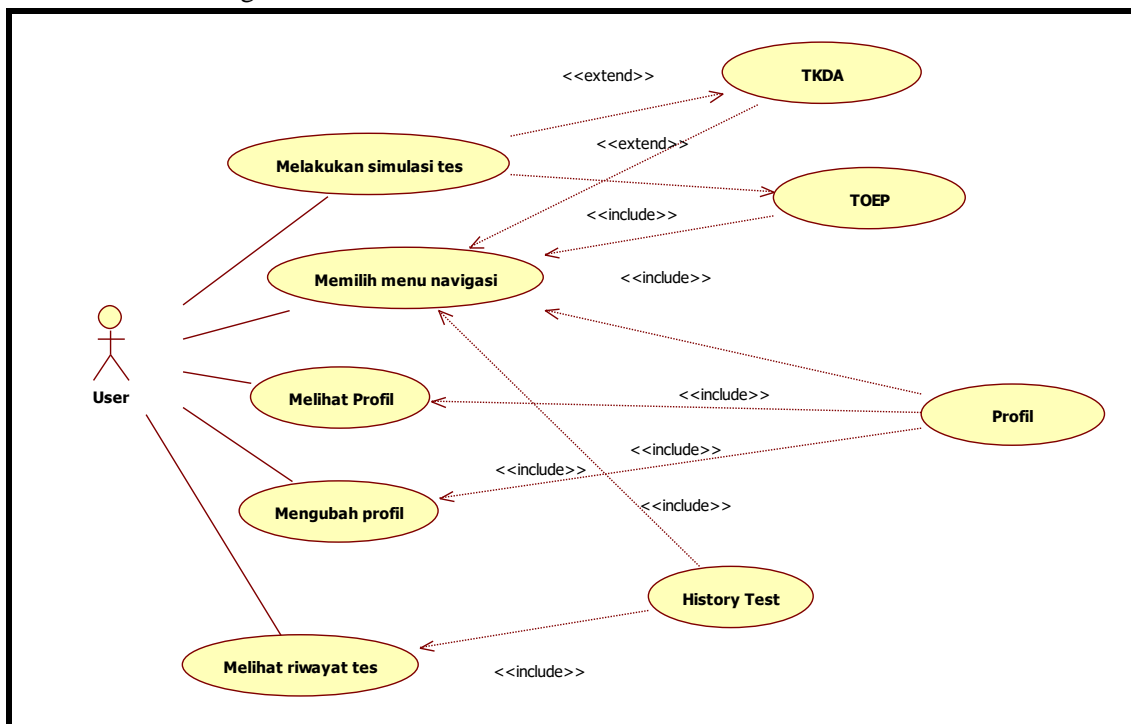 <<extend>>
TKDA
<<extend>>
Melakukan simulasi tes
TOEP
<<include>>
Memilih menu navigasi
<<include>>
User
Melihat Profil
<<include>>
Profil
<<include>>
<<include>>
Mengubah profil
<<include>>
History Test
Melihat riwayat tes
<<include>>